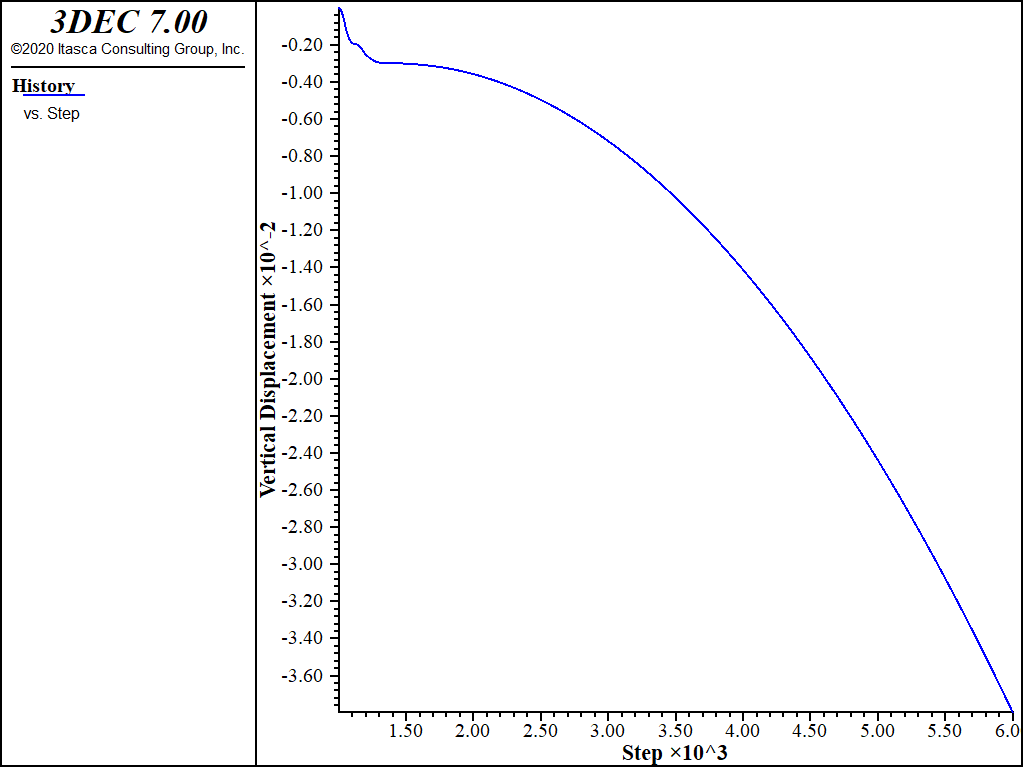 3DEC 7.00
©2020 Itasca Consulting Group, Inc.
History
vs. Step
Vertical Displacement ×10^-2
-0.20
-0.40
-0.60
-0.80
-1.00
-1.20
-1.40
-1.60
-1.80
-2.00
-2.20
-2.40
-2.60
-2.80
-3.00
-3.20
-3.40
-3.60
1.50 2.00 2.50 3.00 3.50 4.00 4.50 5.00 5.50 6.0
Step ×10^3